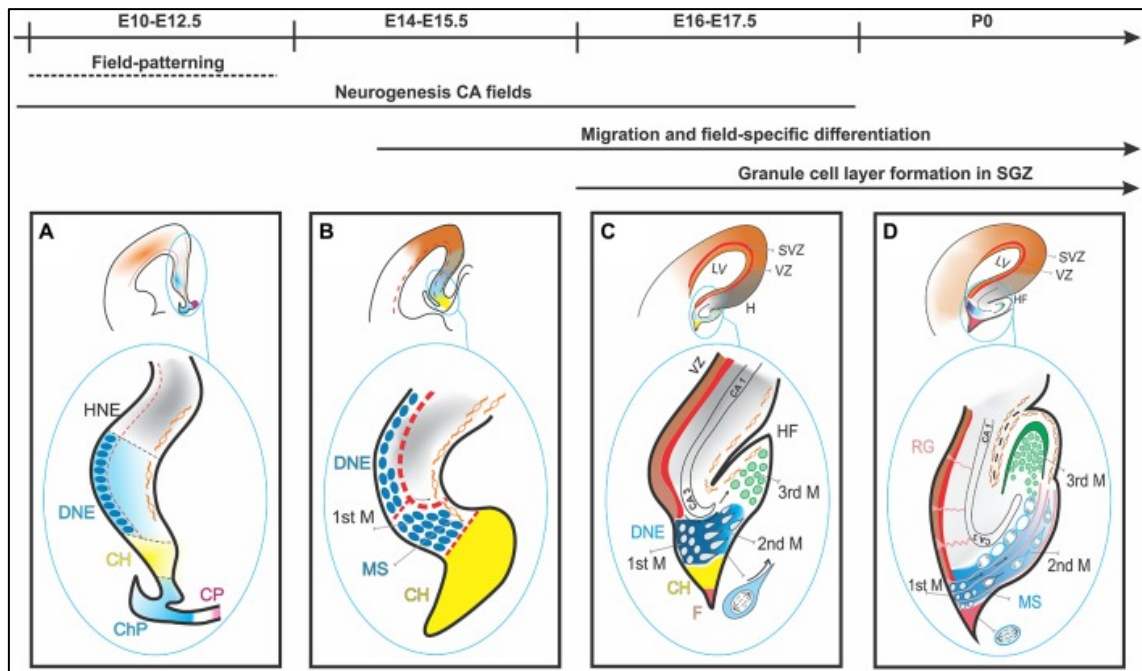 E10-E12.5 E14-E15.5 E16-E17.5 P0
Field-patterning
Neurogenesis CA fields
Migration and field-specific differentiation
Granule cell layer formation in SGZ
A
HNE
DNE
CH
CP
ChP
B
DNE
1st M
MS
CH
C
LV
SVZ
VZ
H
VZ
CA 1
HF
CA 3
3rd M
DNE
2nd M
1st M
CH
F
D
LV
SVZ
VZ
HF
RG
CA 1
3rd M
CA 3
2nd M
1st M
MS